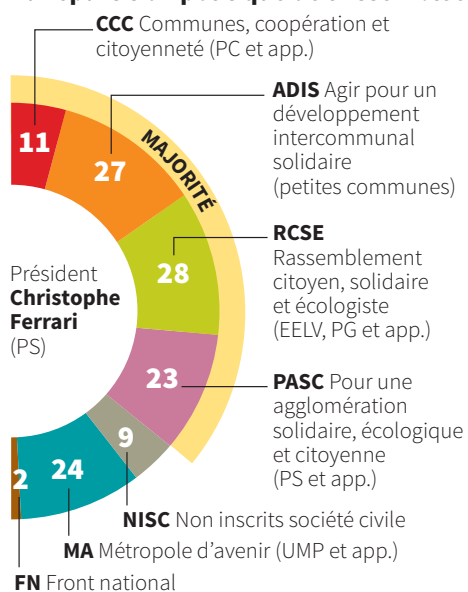 CCC Communes, coopération et
citoyenneté (PC et app.)
ADIS Agir pour un
développement
intercommunal
solidaire
(petites communes)
MAJORITÉ
11
27
RCSE
Rassemblement
citoyen, solidaire
et écologiste
(EELV, PG et app.)
28
Président
Christophe
Ferrari
(PS)
23
PASC Pour une
agglomération
solidaire, écologique
et citoyenne
(PS et app.)
9
24
2
NISC Non inscrits société civile
MA Métropole d'avenir (UMP et app.)
FN Front national